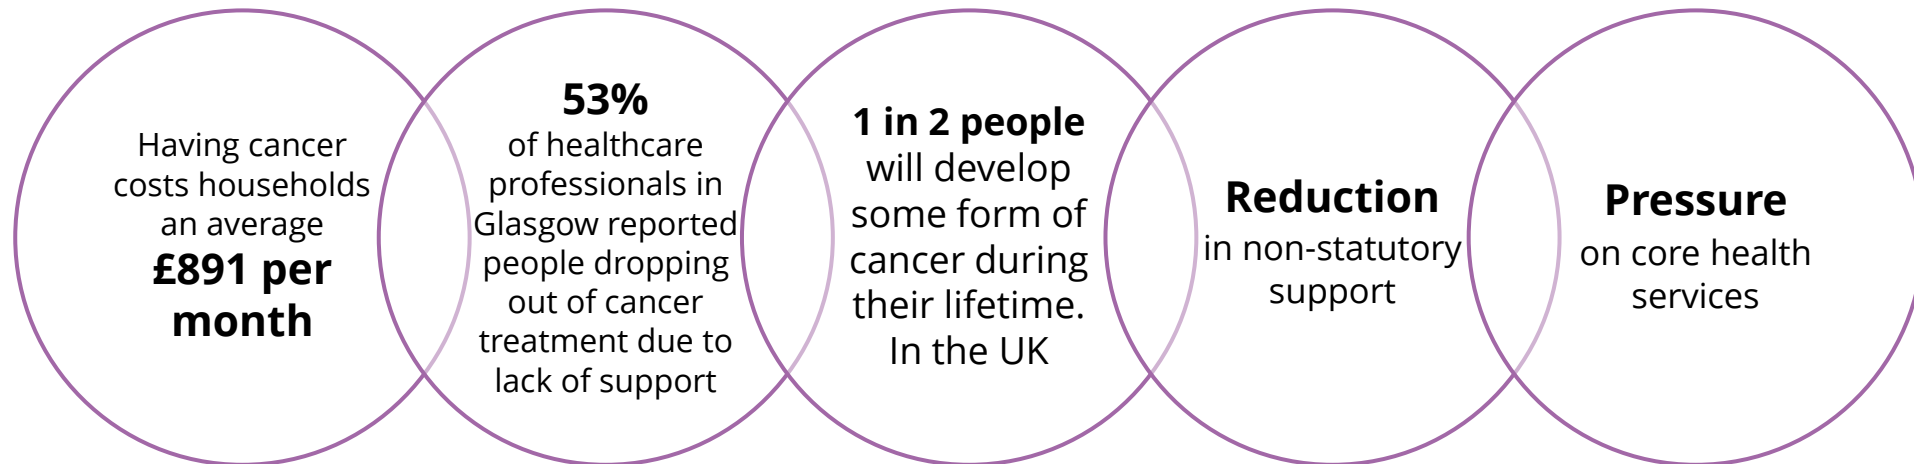 Having cancer
costs households
an average
£891 per
month
53%
of healthcare
professionals in
Glasgow reported
people dropping
out of cancer
treatment due to
lack of support
1 in 2 people
will develop
some form of
cancer during
their lifetime.
In the UK
Reduction
in non-statutory
support
Pressure
on core health
services